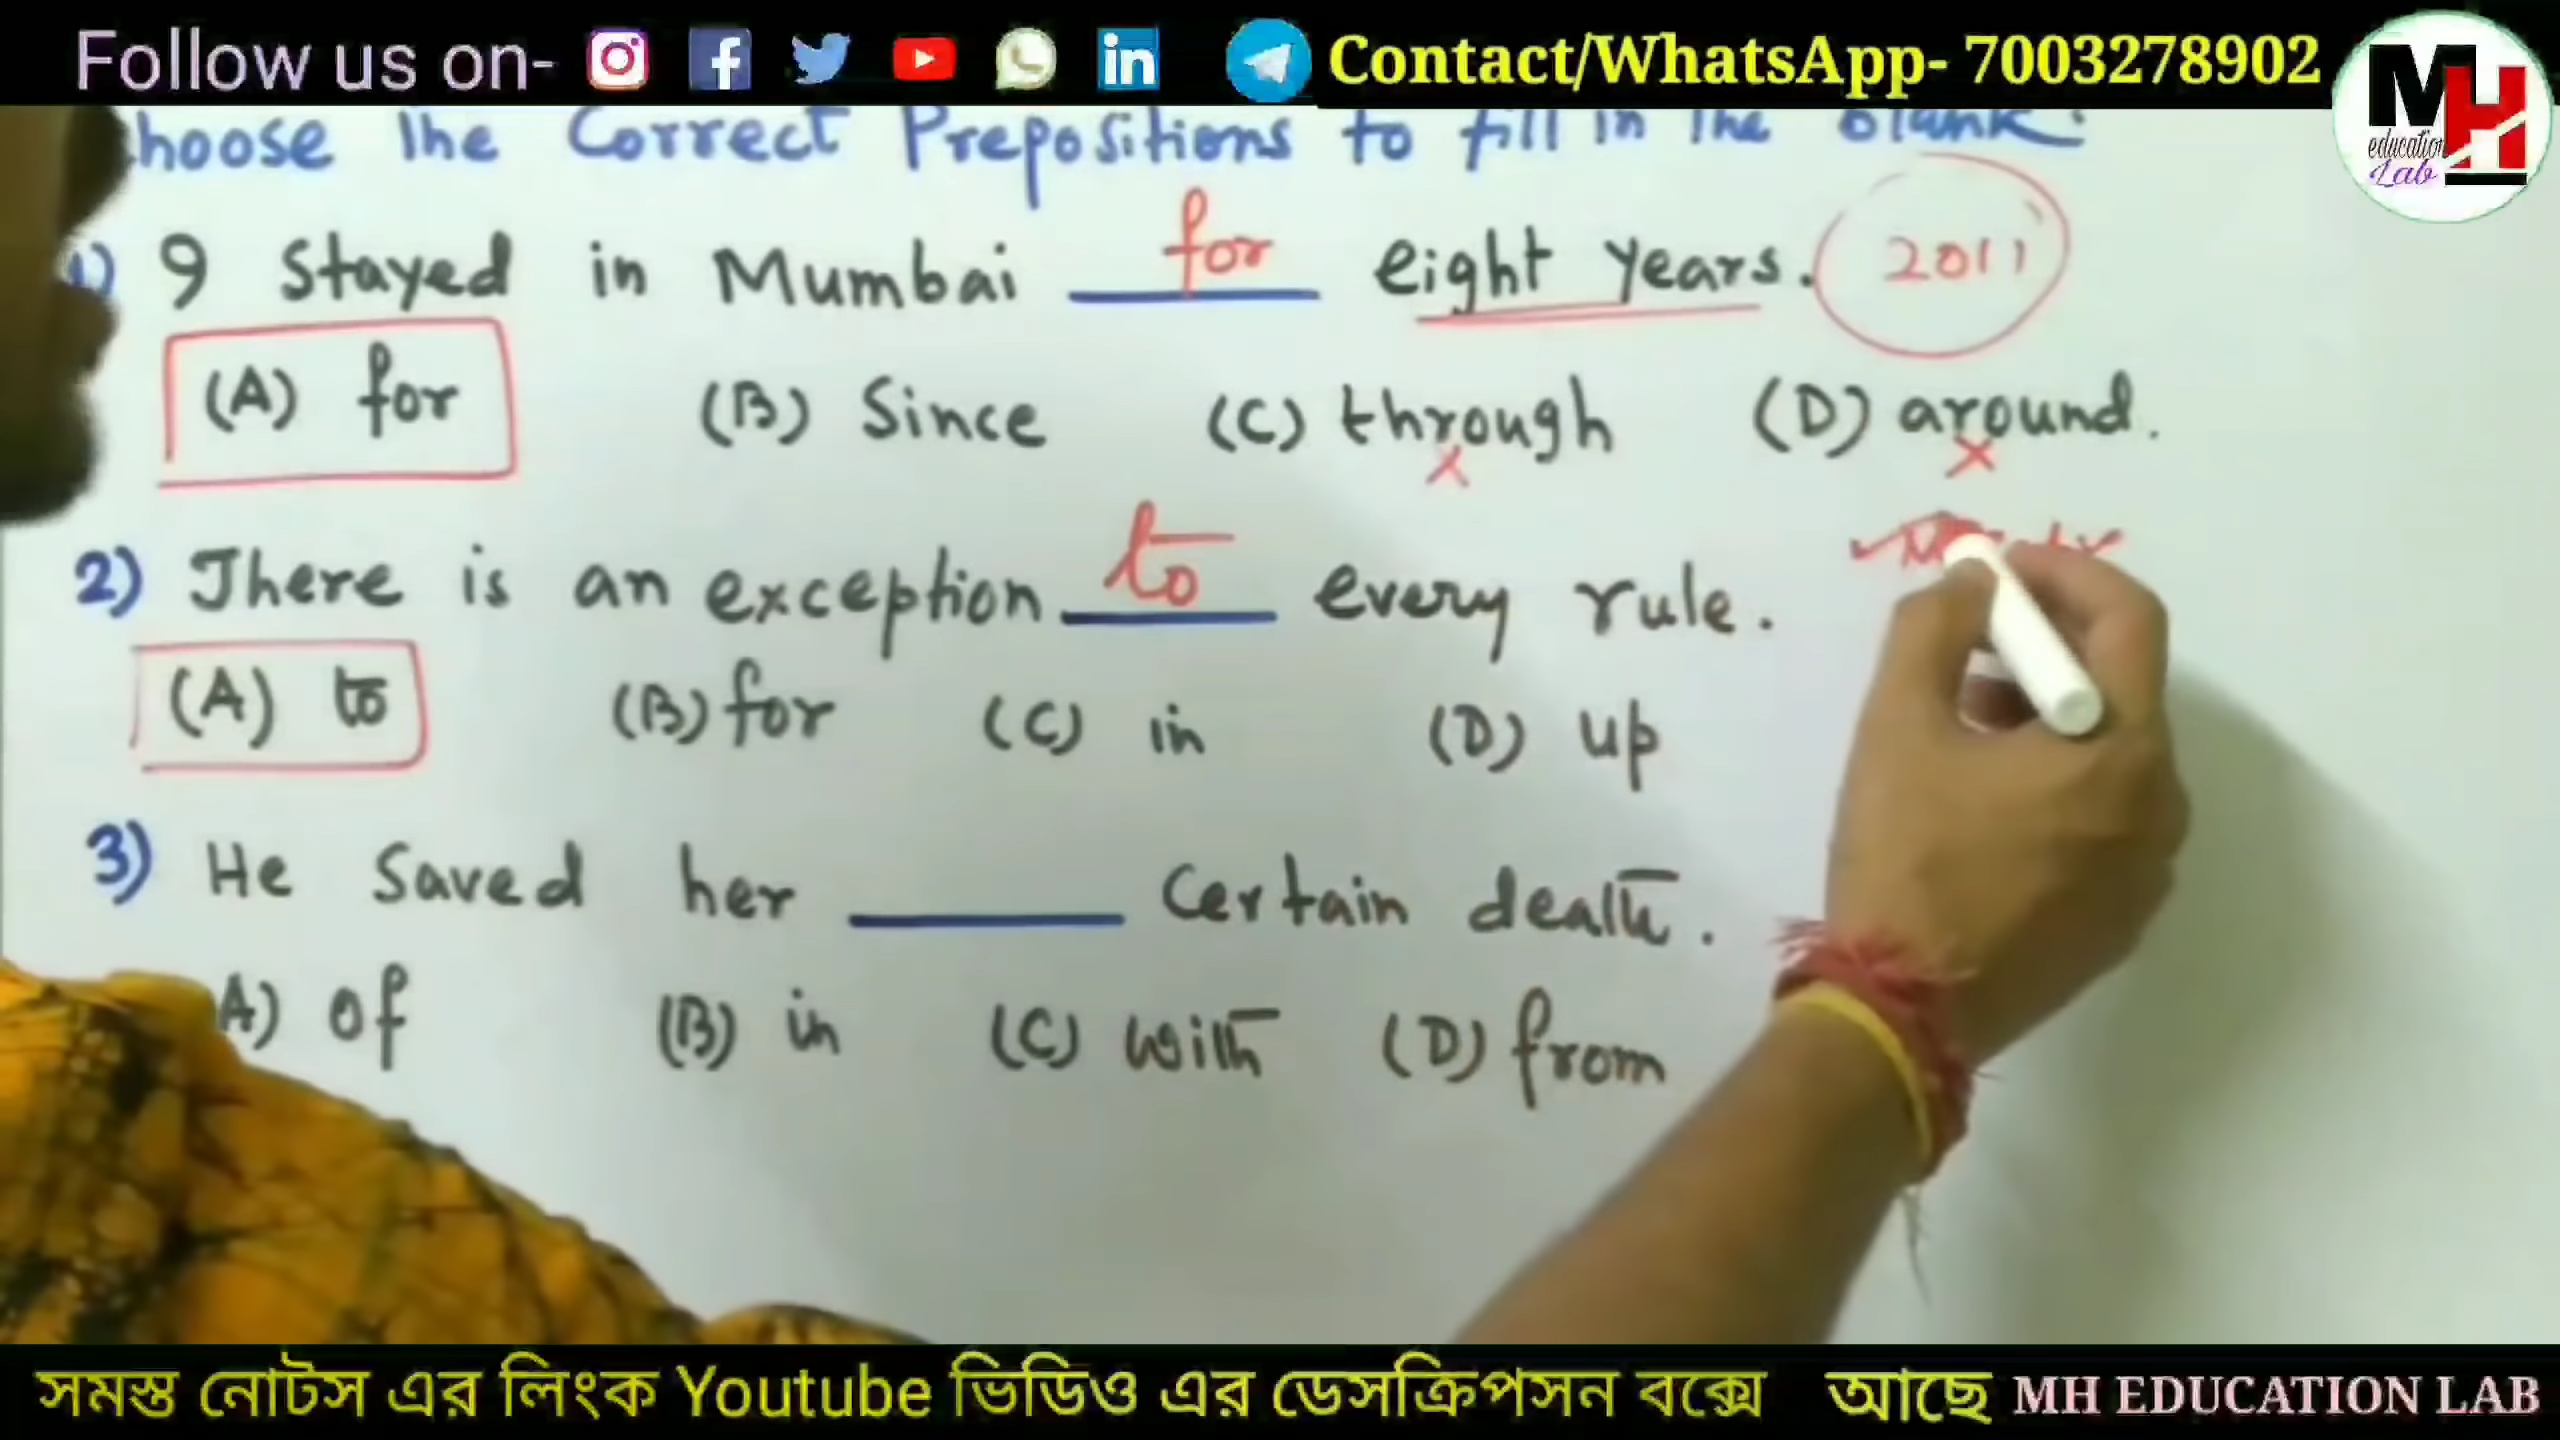 Follow us on- Contact/WhatsApp- 7003278902
MH education Lab
hoose the Correct Prepositions to fill in the blank:
1) I Stayed in Mumbai for eight years. 2011
(A) for (B) Since (C) through (D) around.
2) There is an exception to every rule.
(A) to (B) for (C) in (D) up
3) He Saved her ____ Certain death.
A) of (B) in (C) with (D) from
সমস্ত নোটস এর লিংক Youtube ভিডিও এর ডেসক্রিপসন বক্সে আছে MH EDUCATION LAB